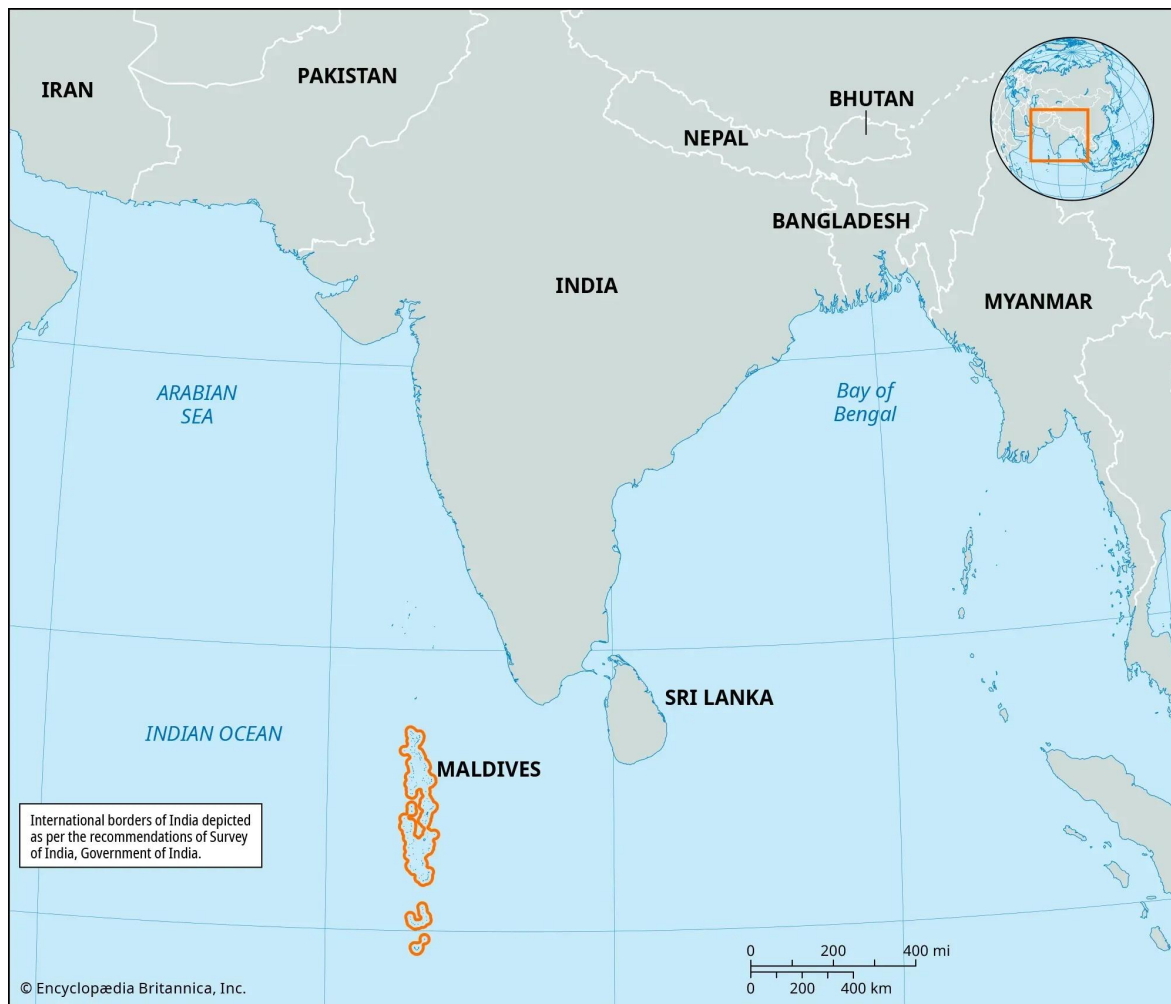 IRAN
PAKISTAN
BHUTAN
NEPAL
BANGLADESH
INDIA
MYANMAR
ARABIAN
SEA
Bay of
Bengal
SRI LANKA
INDIAN OCEAN
MALDIVES
International borders of India depicted
as per the recommendations of Survey
of India, Government of India.
0 200 400 mi
0 200 400 km
© Encyclopædia Britannica, Inc.